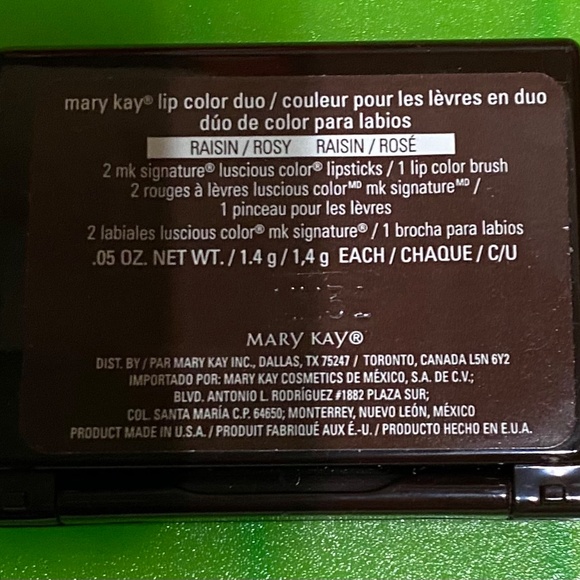 mary kay® lip color duo / couleur pour les lèvres en duo
dúo de color para labios
RAISIN / ROSY RAISIN / ROSÉ
2 mk signature® luscious color® lipsticks / 1 lip color brush
2 rouges à lèvres luscious colorᴹᴰ mk signatureᴹᴰ /
1 pinceau pour les lèvres
2 labiales luscious color® mk signature® / 1 brocha para labios
.05 OZ. NET WT. / 1.4 g / 1,4 g EACH / CHAQUE / C/U
MARY KAY®
DIST. BY / PAR MARY KAY INC., DALLAS, TX 75247 / TORONTO, CANADA L5N 6Y2
IMPORTADO POR: MARY KAY COSMETICS DE MÉXICO, S.A. DE C.V.;
BLVD. ANTONIO L. RODRÍGUEZ #1882 PLAZA SUR;
COL. SANTA MARÍA C.P. 64650; MONTERREY, NUEVO LEÓN, MÉXICO
PRODUCT MADE IN U.S.A. / PRODUIT FABRIQUÉ AUX É.-U. / PRODUCTO HECHO EN E.U.A.